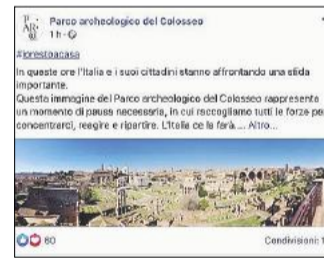 Parco archeologico del Colosseo
1 h ·
#iorestoacasa
In queste ore l'Italia e i suoi cittadini stanno affrontando una sfida
importante.
Questa immagine del Parco archeologico del Colosseo rappresenta
un momento di pausa necessaria, in cui raccogliamo tutti le forze per
concentrarci, reagire e ripartire. L'Italia ce la farà.... Altro...
60
Condivisioni: 1